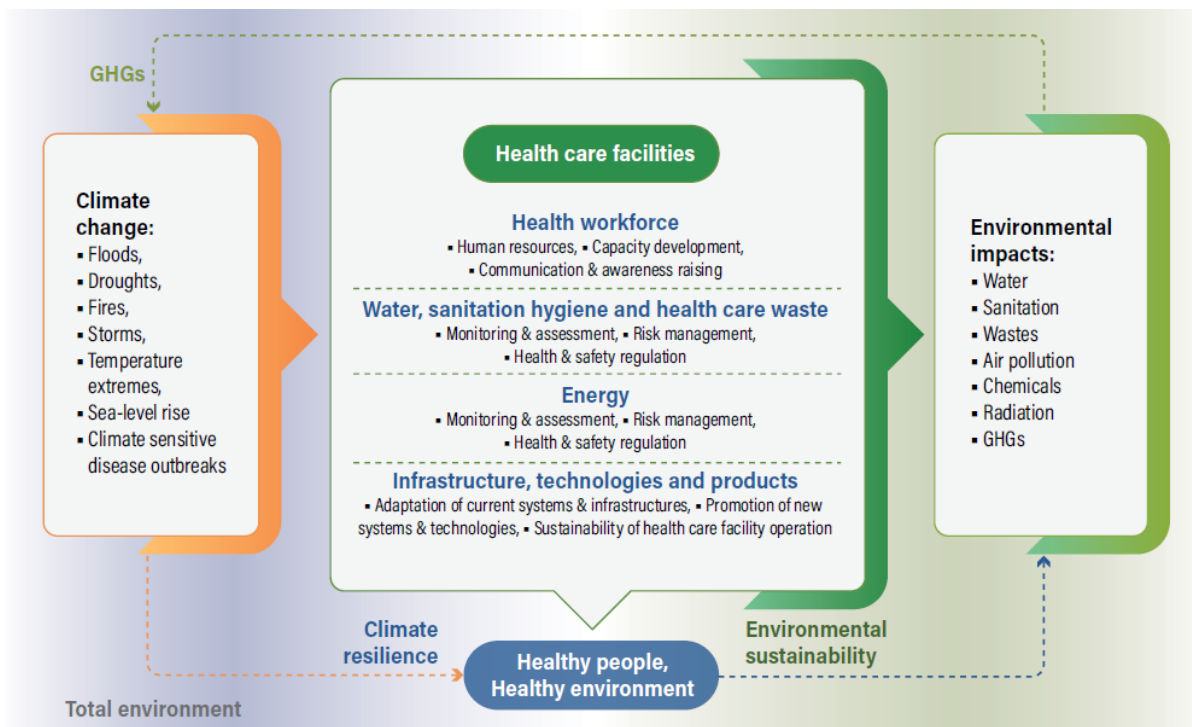 GHGs
Climate
change:
▪ Floods,
▪ Droughts,
▪ Fires,
▪ Storms,
▪ Temperature
extremes,
▪ Sea-level rise
▪ Climate sensitive
disease outbreaks
Health care facilities
Health workforce
▪ Human resources, ▪ Capacity development,
▪ Communication & awareness raising
Water, sanitation hygiene and health care waste
▪ Monitoring & assessment, ▪ Risk management,
▪ Health & safety regulation
Energy
▪ Monitoring & assessment, ▪ Risk management,
▪ Health & safety regulation
Infrastructure, technologies and products
▪ Adaptation of current systems & infrastructures, ▪ Promotion of new
systems & technologies, ▪ Sustainability of health care facility operation
Environmental
impacts:
▪ Water
▪ Sanitation
▪ Wastes
▪ Air pollution
▪ Chemicals
▪ Radiation
▪ GHGs
Climate
resilience
Healthy people,
Healthy environment
Environmental
sustainability
Total environment